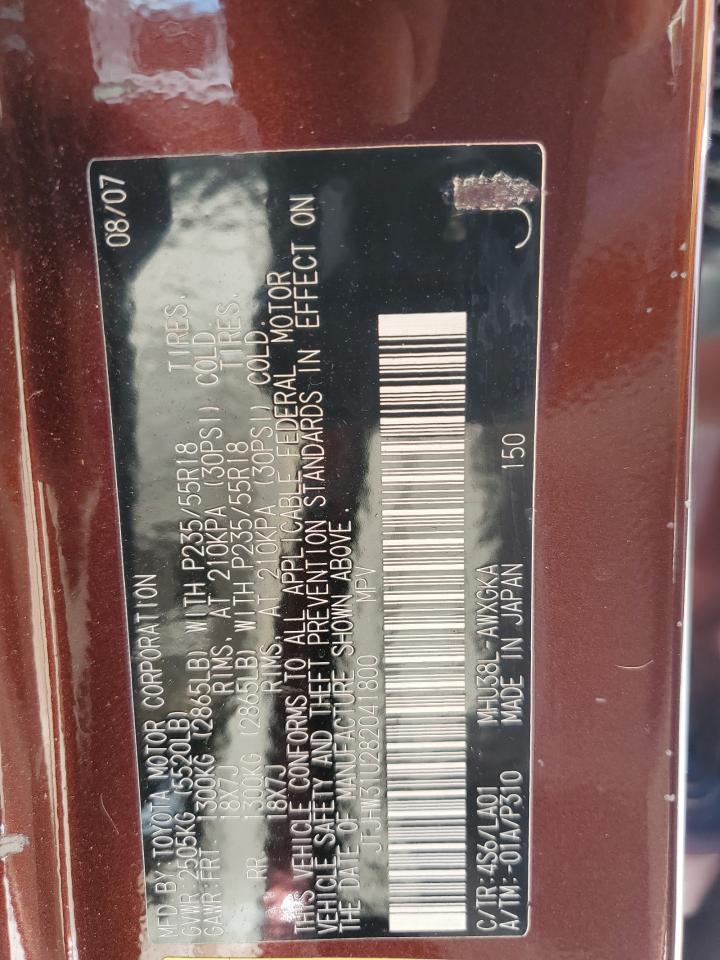 MFD BY:TOYOTA MOTOR CORPORATION 08/07
GVWR:2505KG (5520LB)
GAWR:FRT. 1300KG (2865LB) WITH P235/55R18 TIRES,
18X7J RIMS, AT 210KPA (30PSI) COLD
RR 1300KG (2865LB) WITH P235/55R18 TIRES,
18X7J RIMS, AT 210KPA (30PSI) COLD.
THIS VEHICLE CONFORMS TO ALL APPLICABLE FEDERAL MOTOR
VEHICLE SAFETY AND THEFT PREVENTION STANDARDS IN EFFECT ON
THE DATE OF MANUFACTURE SHOWN ABOVE.
JTJHW31U282041800 MPV
C/TR:4S6/LA01 MHU38L-AWXGKA
A/TM:-01A/P310 MADE IN JAPAN 150
J